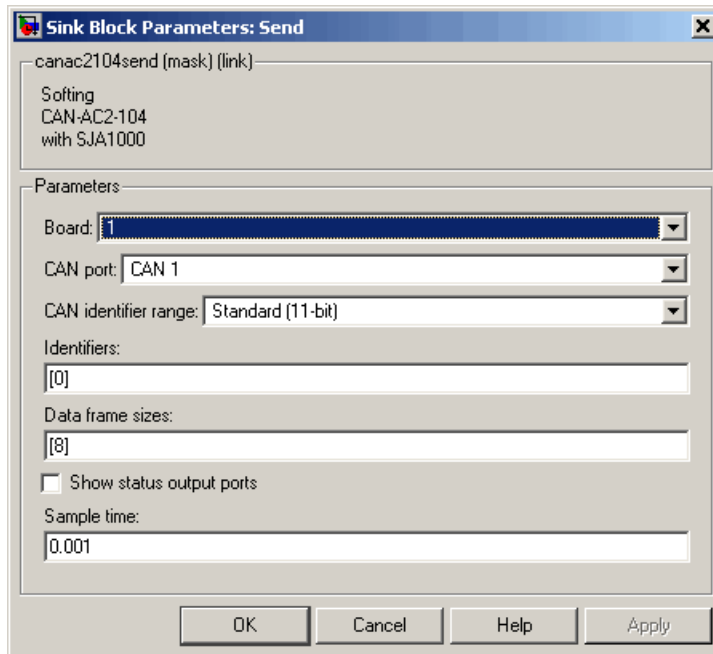 Sink Block Parameters: Send
canac2104send (mask) (link)
Softing
CAN-AC2-104
with SJA1000
Parameters
Board: 1
CAN port: CAN 1
CAN identifier range: Standard (11-bit)
Identifiers:
[0]
Data frame sizes:
[8]
Show status output ports
Sample time:
0.001
OK Cancel Help Apply